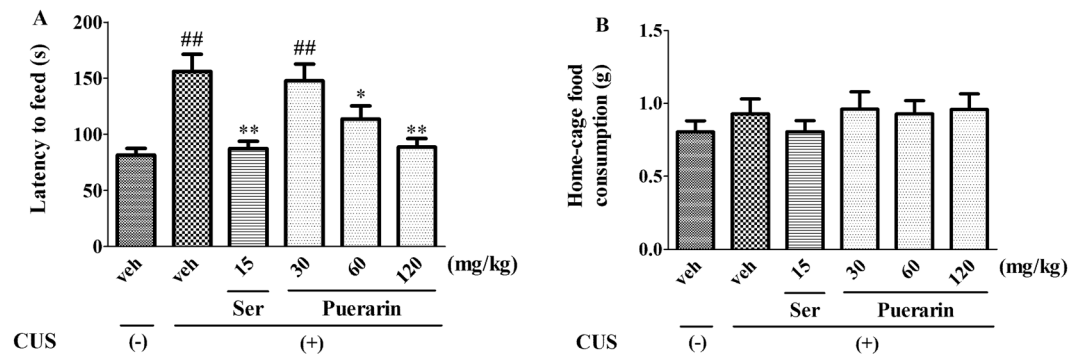 A
Latency to feed (s)
200
150
100
50
0
##
**
##
*
**
veh
veh
15
30
60
120
(mg/kg)
Ser
Puerarin
CUS
(-)
(+)
B
Home-cage food
consumption (g)
1.5
1.0
0.5
0.0
veh
veh
15
30
60
120
(mg/kg)
Ser
Puerarin
CUS
(-)
(+)